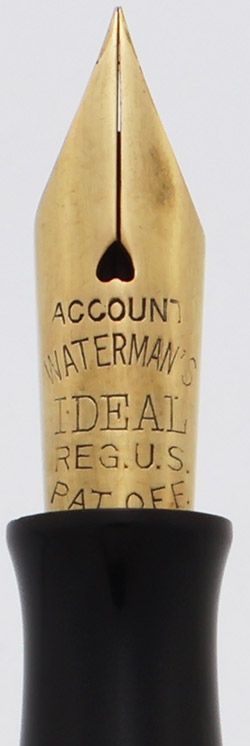 ACCOUNT
WATERMAN'S
IDEAL
REG.U.S.
PAT.OFF.